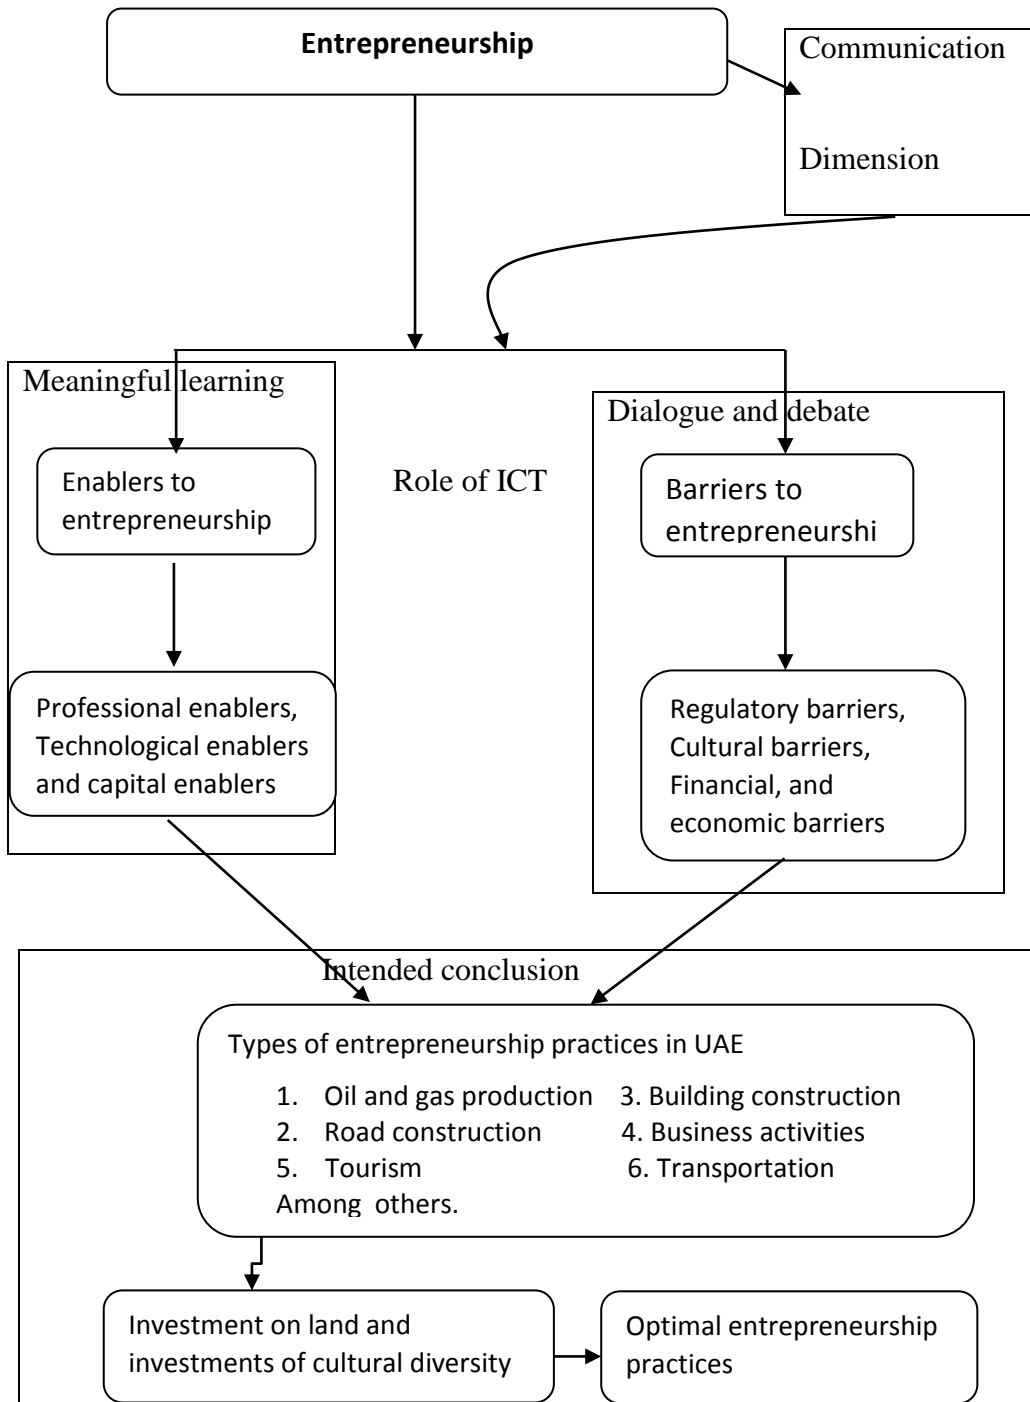 Entrepreneurship
Communication
Dimension
Meaningful learning
Dialogue and debate
Enablers to
entrepreneurship
Role of ICT
Barriers to
entrepreneurshi
Professional enablers,
Technological enablers
and capital enablers
Regulatory barriers,
Cultural barriers,
Financial, and
economic barriers
Intended conclusion
Types of entrepreneurship practices in UAE
1. Oil and gas production 3. Building construction
2. Road construction 4. Business activities
5. Tourism 6. Transportation
Among others.
Investment on land and
investments of cultural diversity
Optimal entrepreneurship
practices